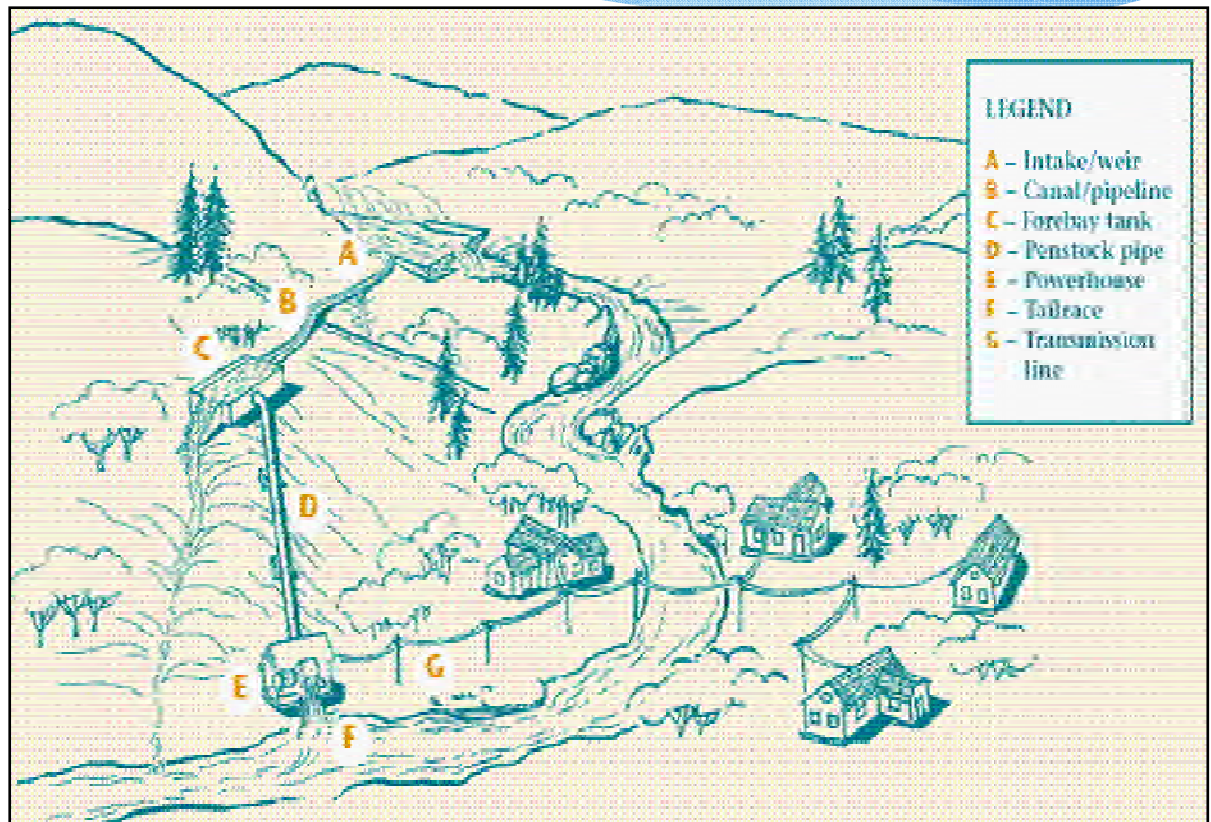 LEGEND
A – Intake/weir
B – Canal/pipeline
C – Forebay tank
D – Penstock pipe
E – Powerhouse
F – Tailrace
G – Transmission
line
A
B
C
D
E
F
G